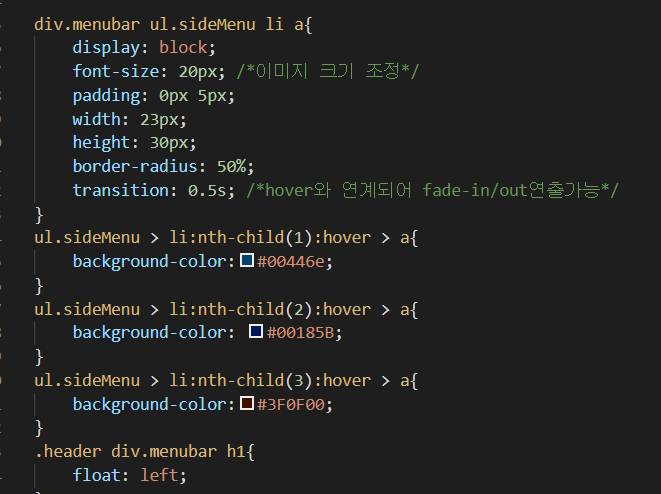 div.menubar ul.sideMenu li a{
display: block;
font-size: 20px; /*이미지 크기 조정*/
padding: 0px 5px;
width: 23px;
height: 30px;
border-radius: 50%;
transition: 0.5s; /*hover와 연계되어 fade-in/out연출가능*/
}
ul.sideMenu > li:nth-child(1):hover > a{
background-color:#00446e;
}
ul.sideMenu > li:nth-child(2):hover > a{
background-color: #00185B;
}
ul.sideMenu > li:nth-child(3):hover > a{
background-color:#3F0F00;
}
.header div.menubar h1{
float: left;